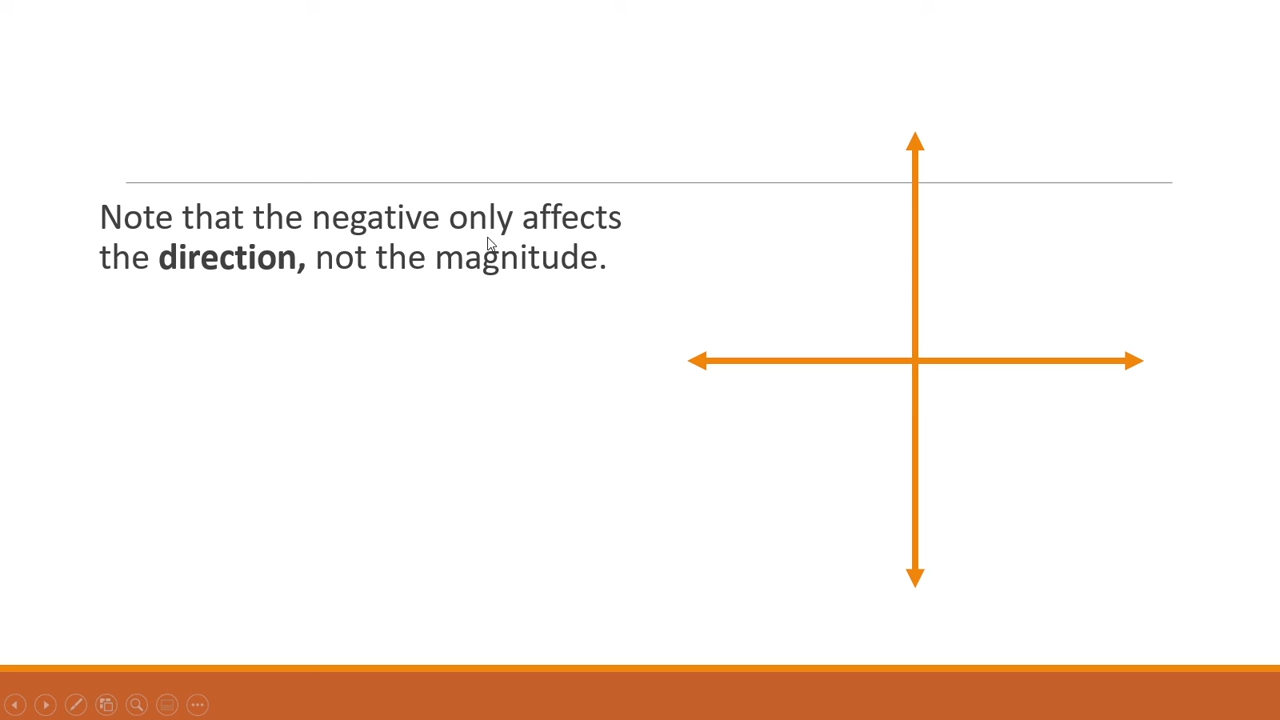 Note that the negative only affects
the direction, not the magnitude.